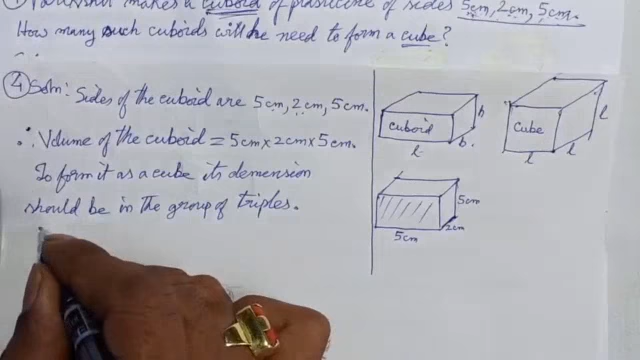 makes a cuboid of plasticine of sides 5cm, 2cm, 5cm.
How many such cuboids will he need to form a cube?
④ Soln: Sides of the cuboid are 5cm, 2cm, 5cm.
∴ Volume of the cuboid = 5cm x 2cm x 5cm.
To form it as a cube its demension
should be in the group of triples.
cuboid h
l b.
Cube l
l l
5cm
2cm
5cm